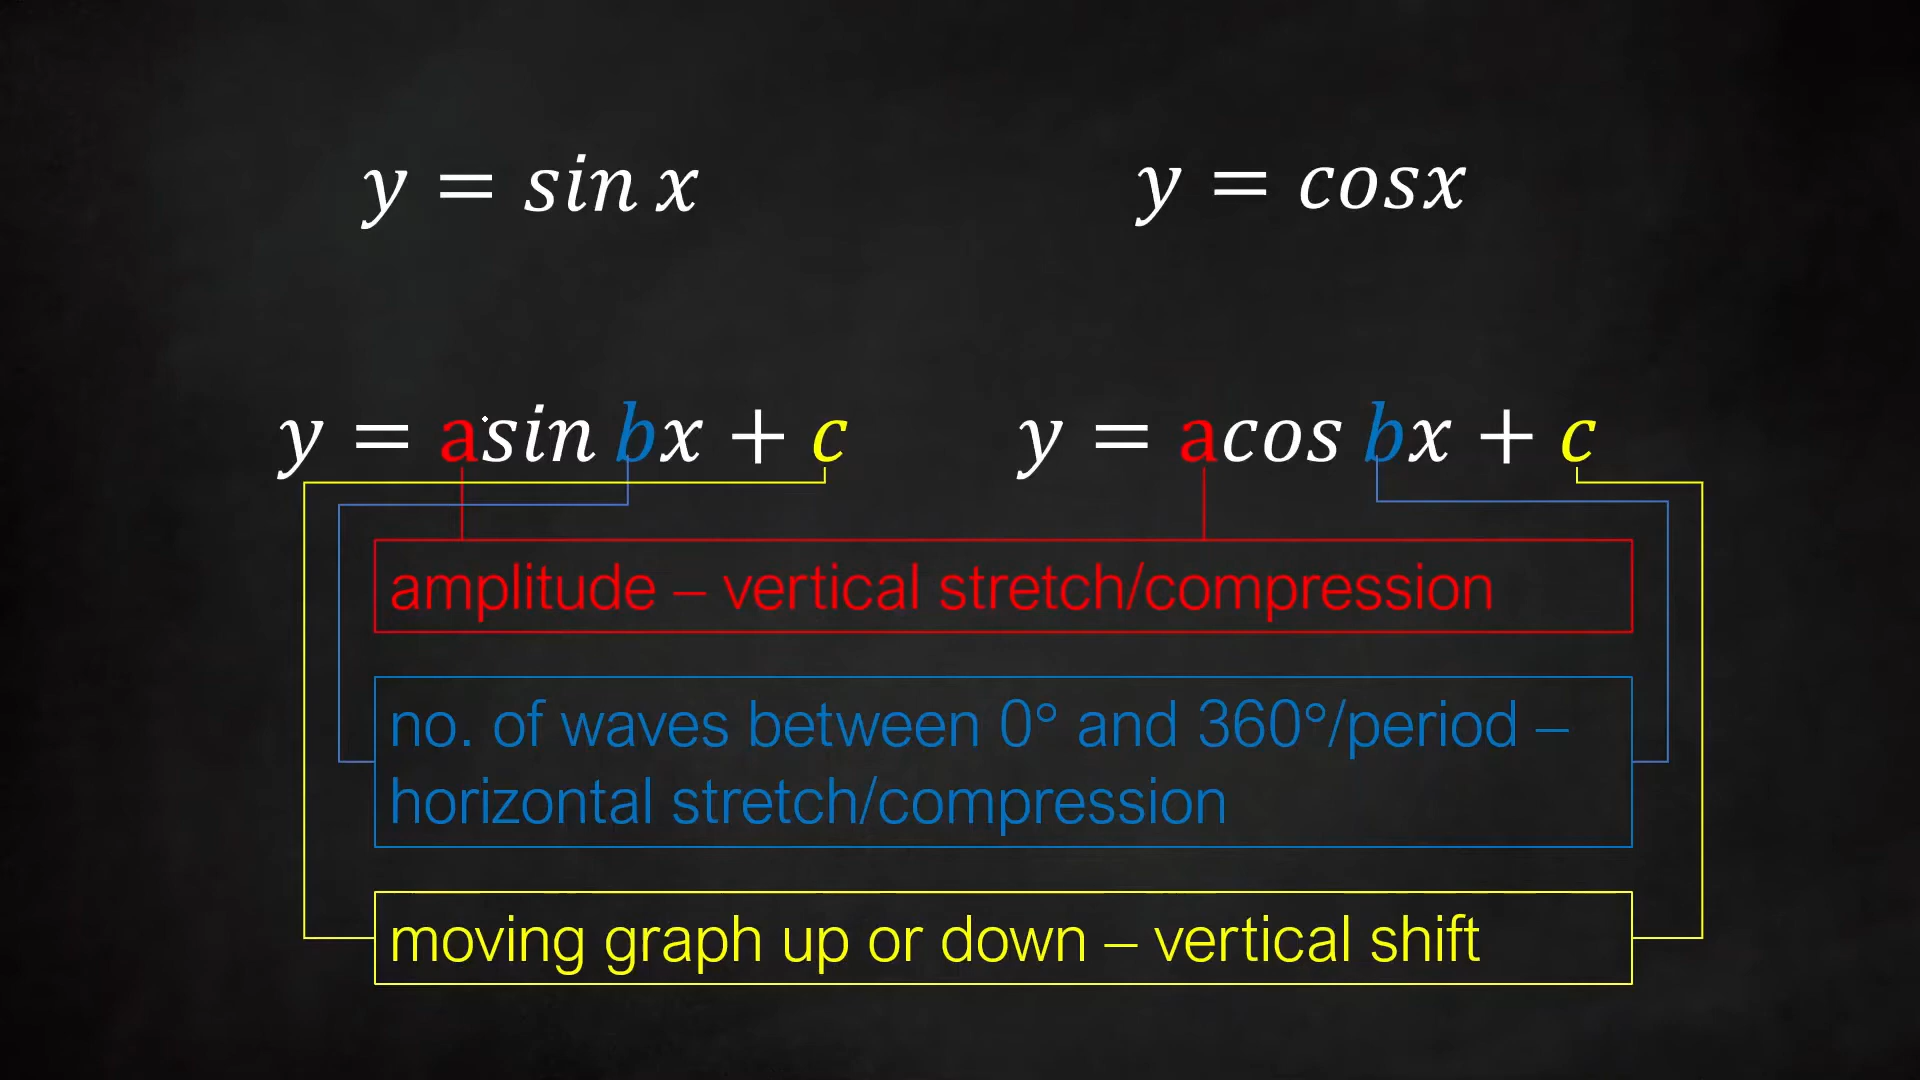 y = sin x
y = cosx
y = asin bx + c
y = acos bx + c
amplitude – vertical stretch/compression
no. of waves between 0° and 360°/period –
horizontal stretch/compression
moving graph up or down – vertical shift